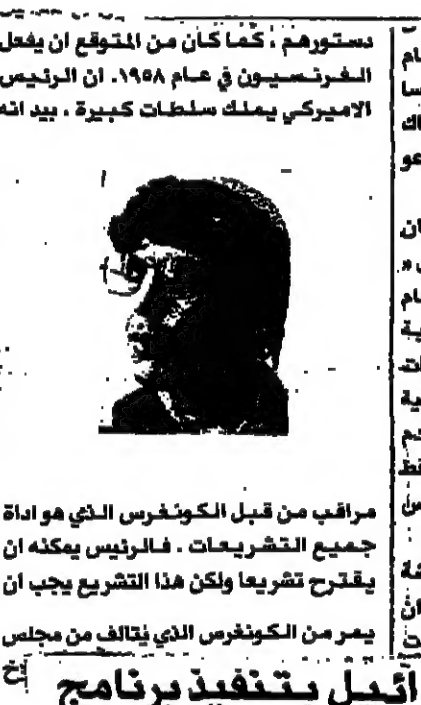 دستورهم ، كما كان من المتوقع ان يفعل
الفرنسيون في عام ١٩٥٨. ان الرئيس
الاميركي يملك سلطات كبيرة ، بيد انه
مراقب من قبل الكونغرس الذي هو اداة
جميع التشريعات . فالرئيس يمكنه ان
يقترح تشريعا ولكن هذا التشريع يجب ان
يمر من الكونغرس الذي يتالف من مجلس
ائيل بتنفيذ برنامج